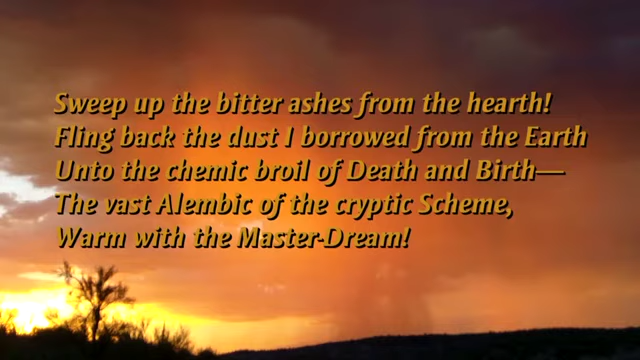 Sweep up the bitter ashes from the hearth!
Fling back the dust I borrowed from the Earth
Unto the chemic broil of Death and Birth—
The vast Alembic of the cryptic Scheme,
Warm with the Master-Dream!